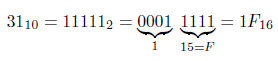 31₁₀ = 11111₂ = 0001 1111 = 1F₁₆
1 15=F